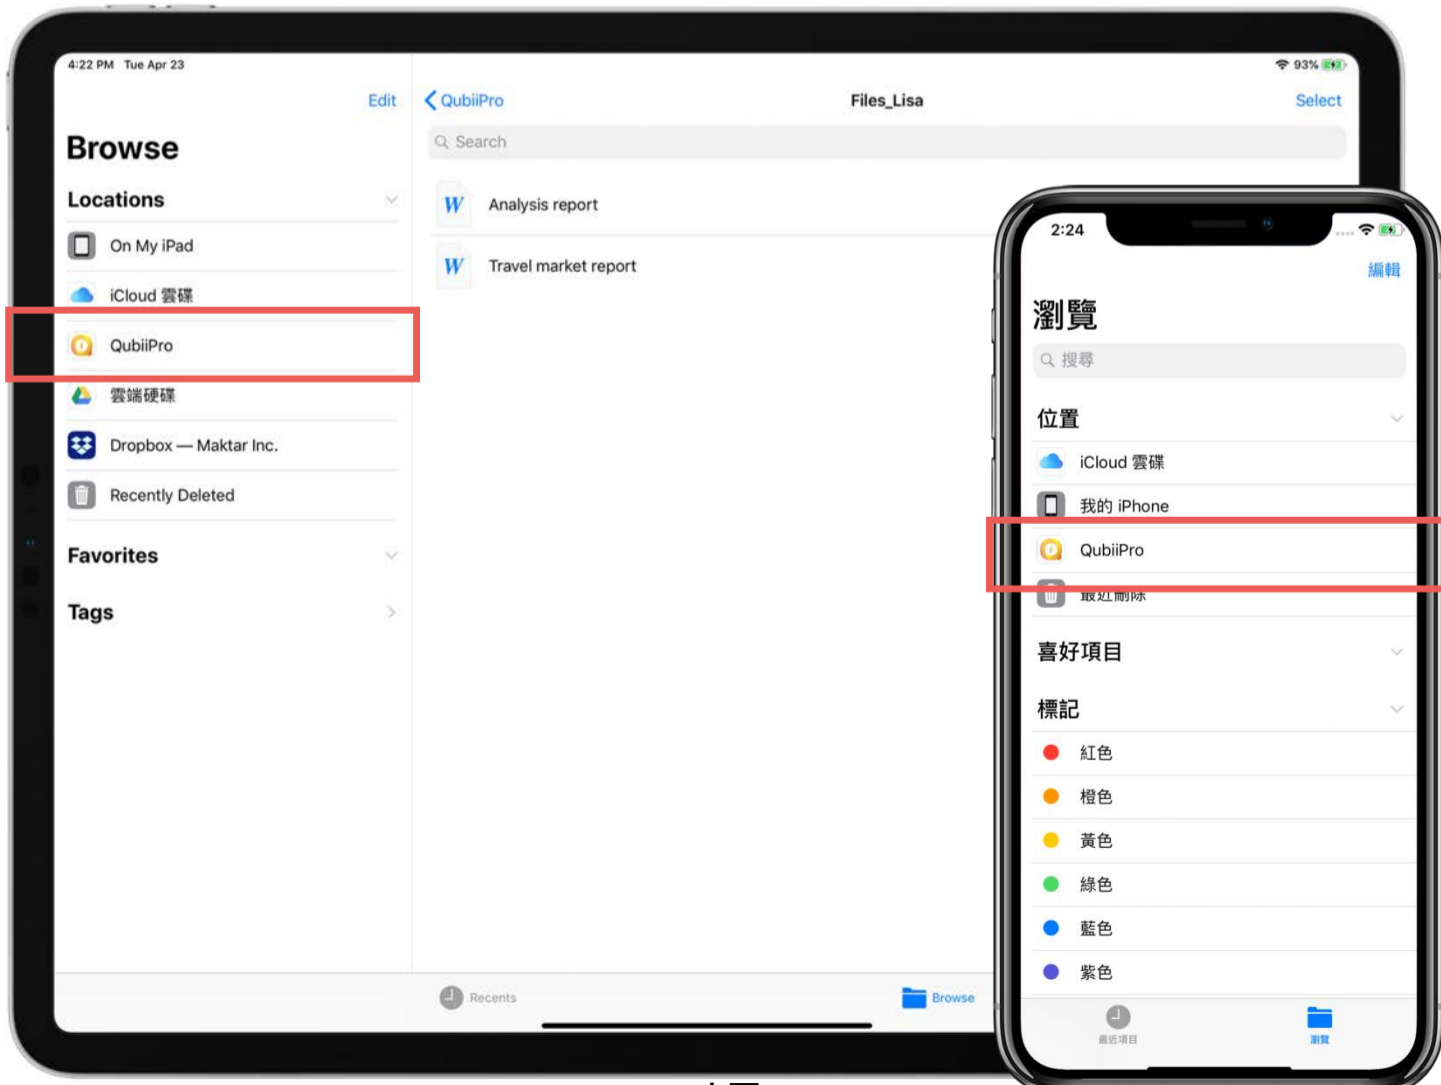 4:22 PM Tue Apr 23
93%
Edit
QubiiPro
Files_Lisa
Select
Browse
Search
Locations
Analysis report
On My iPad
Travel market report
iCloud 雲碟
QubiiPro
雲端硬碟
Dropbox — Maktar Inc.
Recently Deleted
Favorites
Tags
Recents
Browse
2:24
編輯
瀏覽
搜尋
位置
iCloud 雲碟
我的 iPhone
QubiiPro
最近刪除
喜好項目
標記
紅色
橙色
黃色
綠色
藍色
紫色
最近項目
瀏覽